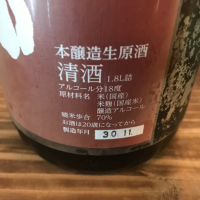 本醸造生原酒
清酒 1.8L詰
アルコール分18度
原材料名 米(国産)
米麹(国産米)
醸造アルコール
精米歩合 70%
お酒は20歳になってから
製造年月 30.11.